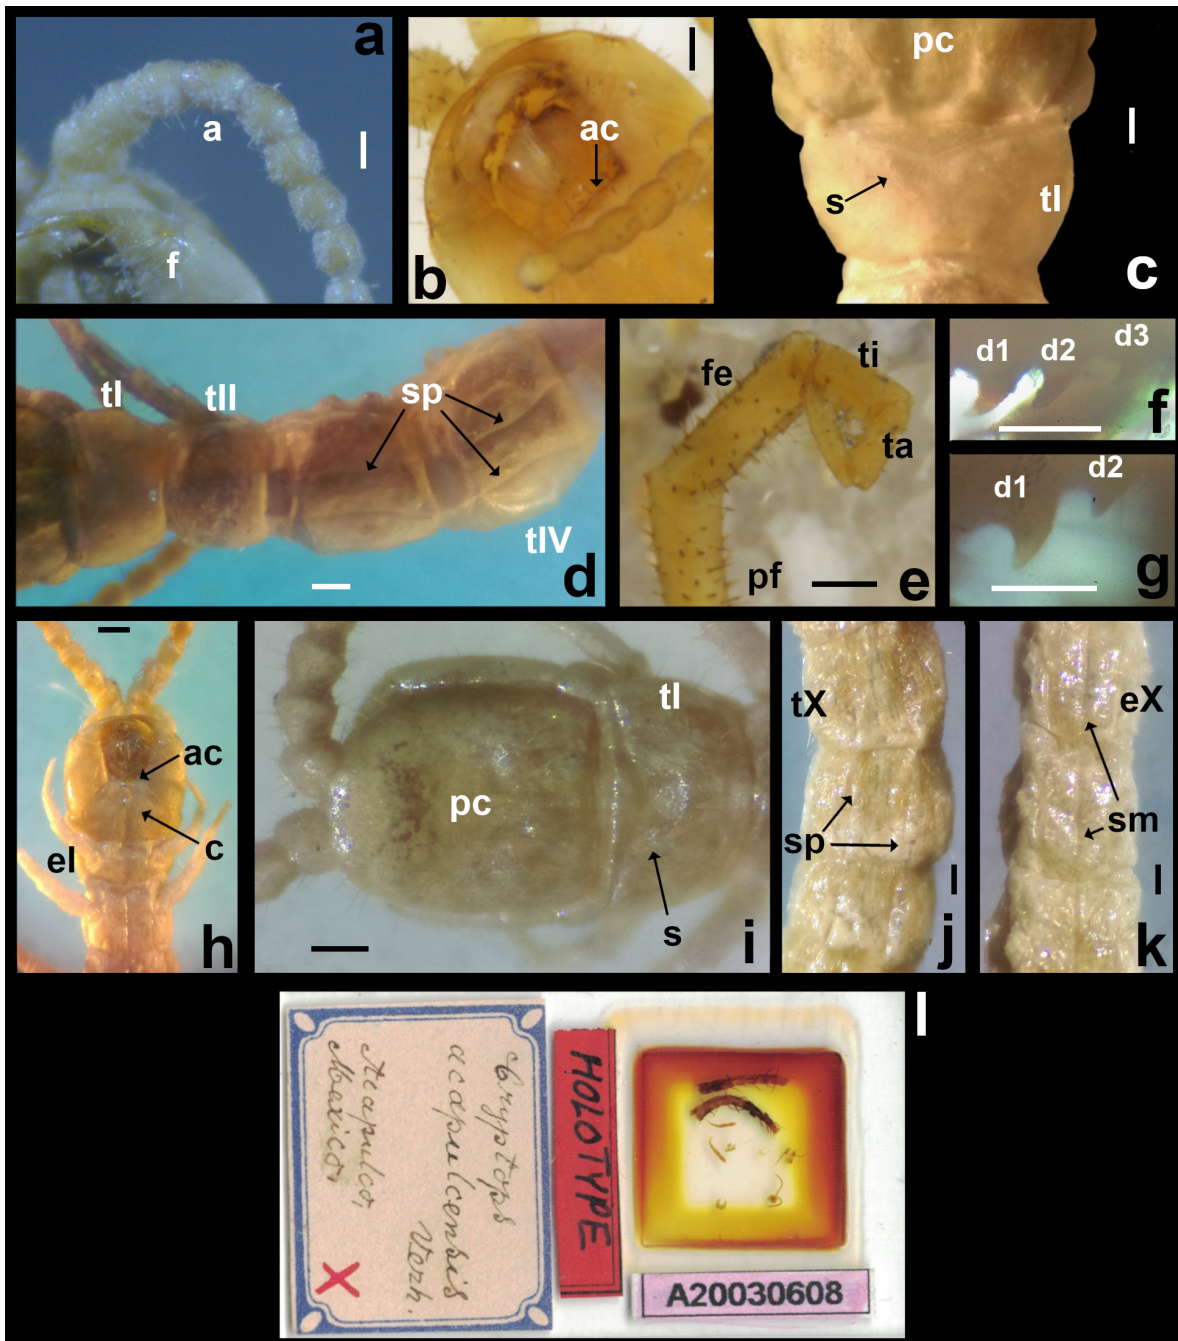 a
a
f
b
ac
pc
s
tI
c
tI
tII
sp
tIV
d
fe
ti
ta
pf
e
d1
d2
d3
f
d1
d2
g
ac
c
eI
h
tI
pc
s
i
tX
sp
j
eX
sm
k
Cryptops
acapulcensis
Verh.
Acapulco,
Mexico
X
HOLOTYPE
A20030608